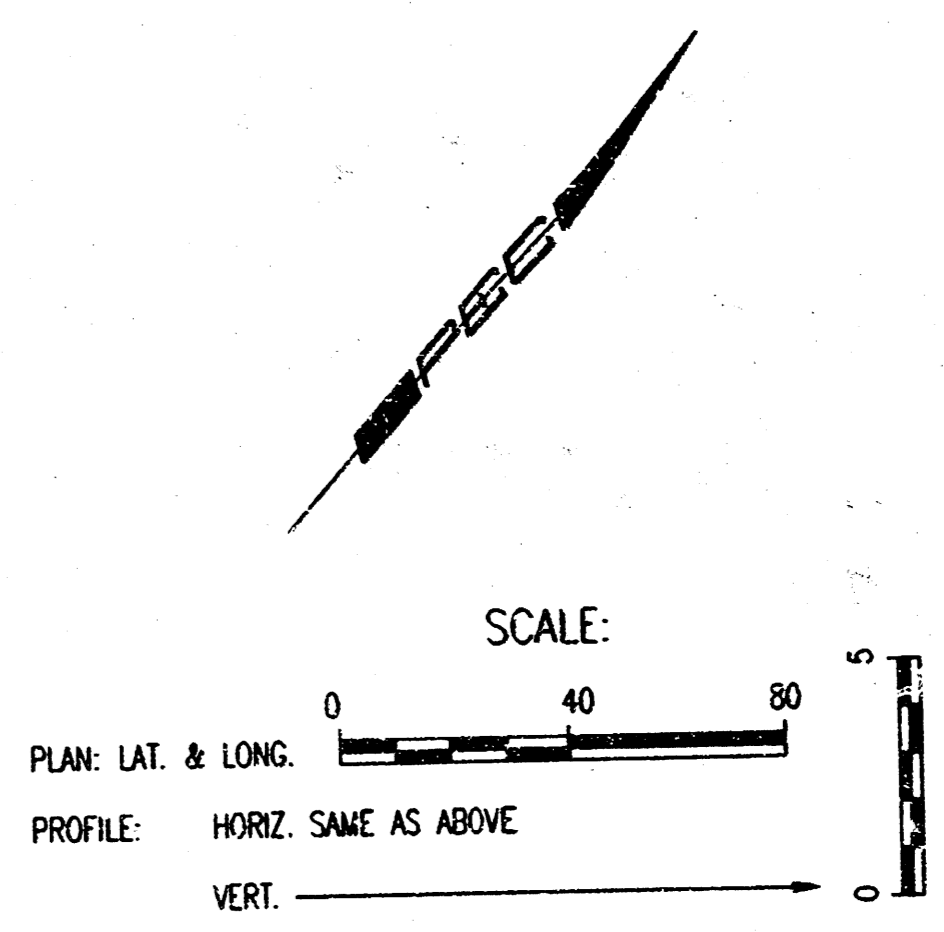 SCALE:
0 40 80
PLAN: LAT. & LONG.
PROFILE: HORIZ. SAME AS ABOVE
VERT.
5
0